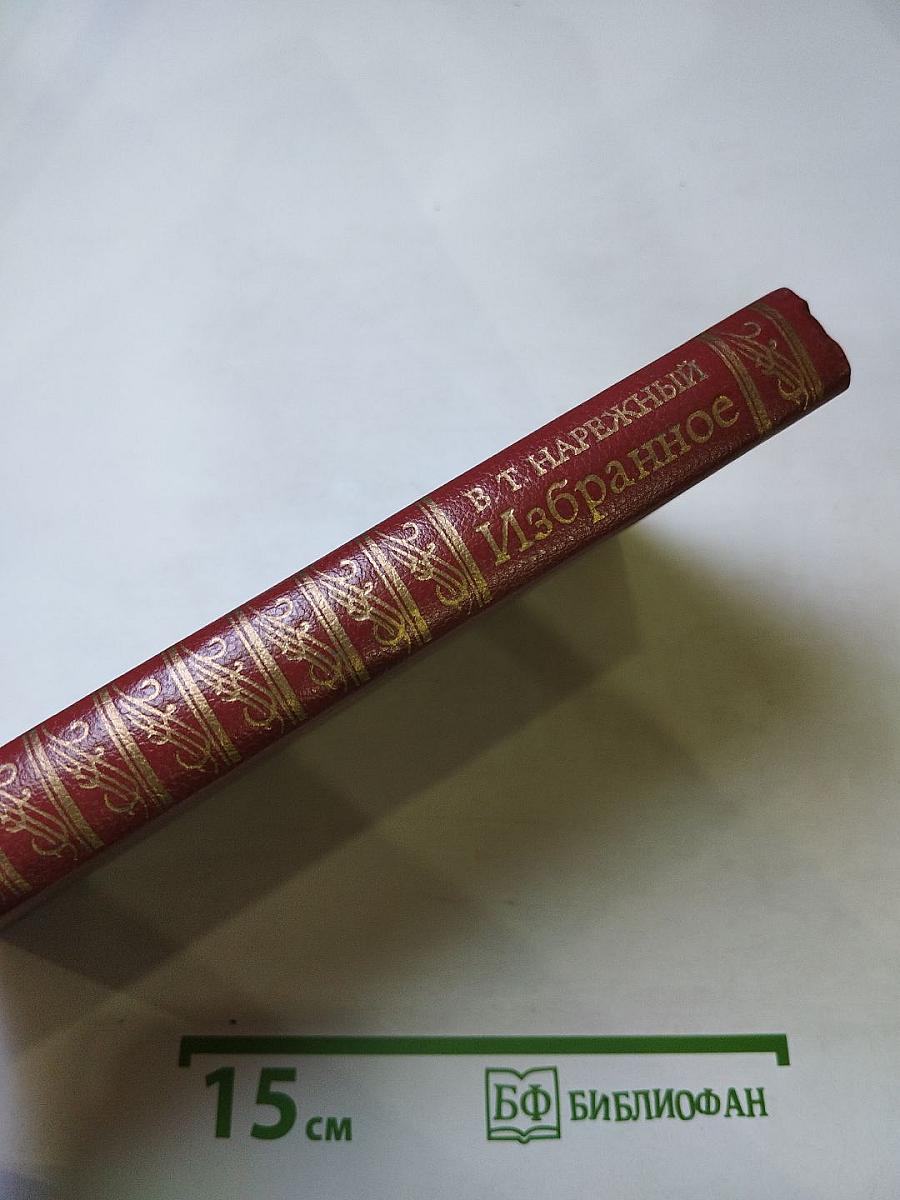 В Т НАРЕЖНЫЙ
Избранное
15 см
БФ БИБЛИОФАН